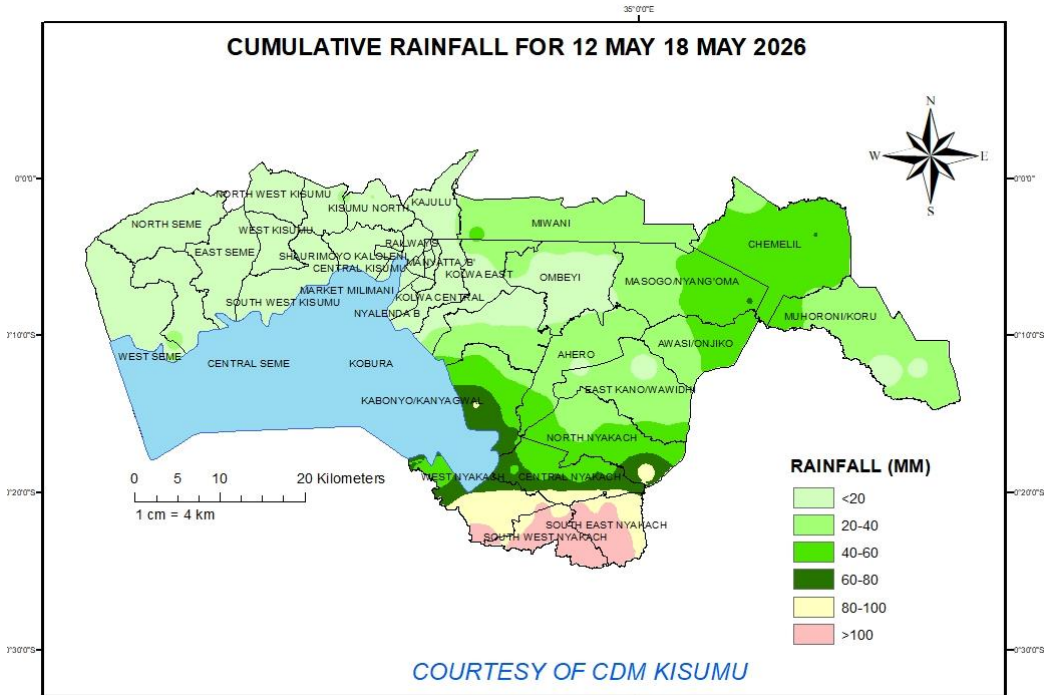 35°0'0"E
CUMULATIVE RAINFALL FOR 12 MAY 18 MAY 2026
N
W E
S
0°0'0" 0°0'0"
NORTH WEST KISUMU
KISUMU NORTH
KAJULU
NORTH SEME
WEST KISUMU
MIWANI
EAST SEME
RAILWAYS
CHEMELIL
SHAURIMOYO KALOLENI
MANYATTA 'B'
CENTRAL KISUMU
KOLWA EAST
OMBEYI
MASOGO/NYANG'OMA
MARKET MILIMANI
KOLWA CENTRAL
SOUTH WEST KISUMU
NYALENDA B
MUHORONI/KORU
0°10'0"S 0°10'0"S
WEST SEME
CENTRAL SEME
KOBURA
AHERO
AWASI/ONJIKO
EAST KANO/WAWIDHI
KABONYO/KANYAGWAL
NORTH NYAKACH
WEST NYAKACH
CENTRAL NYAKACH
0 5 10 20 Kilometers
1 cm = 4 km
0°20'0"S 0°20'0"S
SOUTH EAST NYAKACH
SOUTH WEST NYAKACH
RAINFALL (MM)
<20
20-40
40-60
60-80
80-100
>100
0°30'0"S 0°30'0"S
COURTESY OF CDM KISUMU